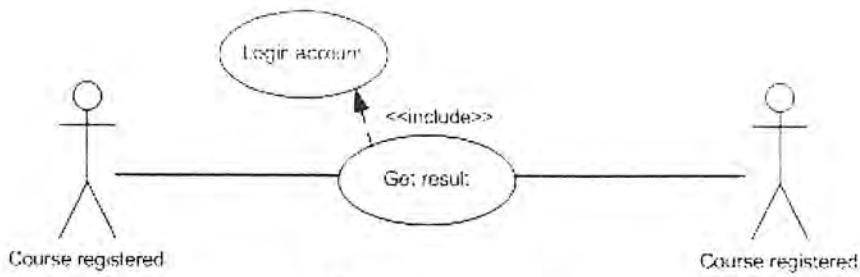 Login account
<<include>>
Get result
Course registered
Course registered